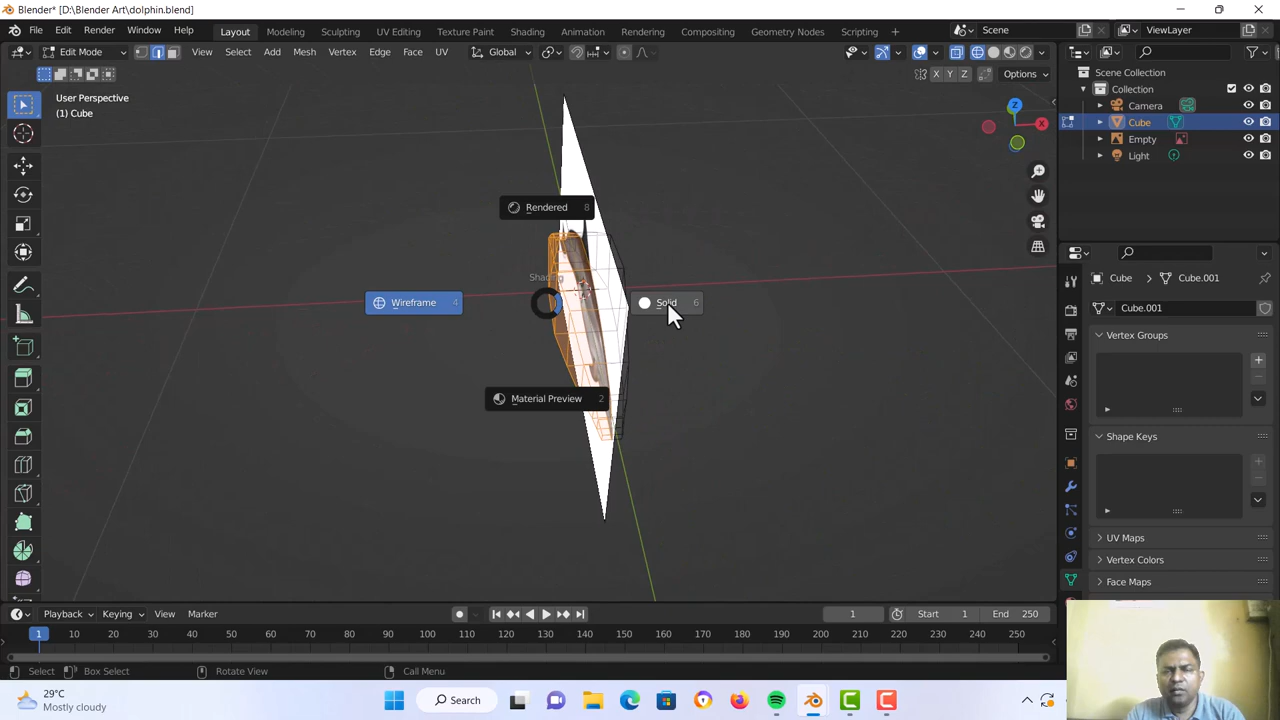 Blender* [D:\Blender Art\dolphin.blend]
File Edit Render Window Help Layout Modeling Sculpting UV Editing Texture Paint Shading Animation Rendering Compositing Geometry Nodes Scripting + Scene ViewLayer
Edit Mode View Select Add Mesh Vertex Edge Face UV Global
X Y Z Options
User Perspective
(1) Cube
Z
X
Scene Collection
Collection
Camera
Cube
Empty
Light
Rendered 8
Shading
Wireframe 4
Solid 6
Material Preview 2
Cube Cube.001
Cube.001
Vertex Groups
Shape Keys
UV Maps
Vertex Colors
Face Maps
Playback Keying View Marker 1 Start 1 End 250
1 10 20 30 40 50 60 70 80 90 100 110 120 130 140 150 160 170 180 190 200 210 220 230 240 250
Select Box Select Rotate View Call Menu
29°C
Mostly cloudy
Search